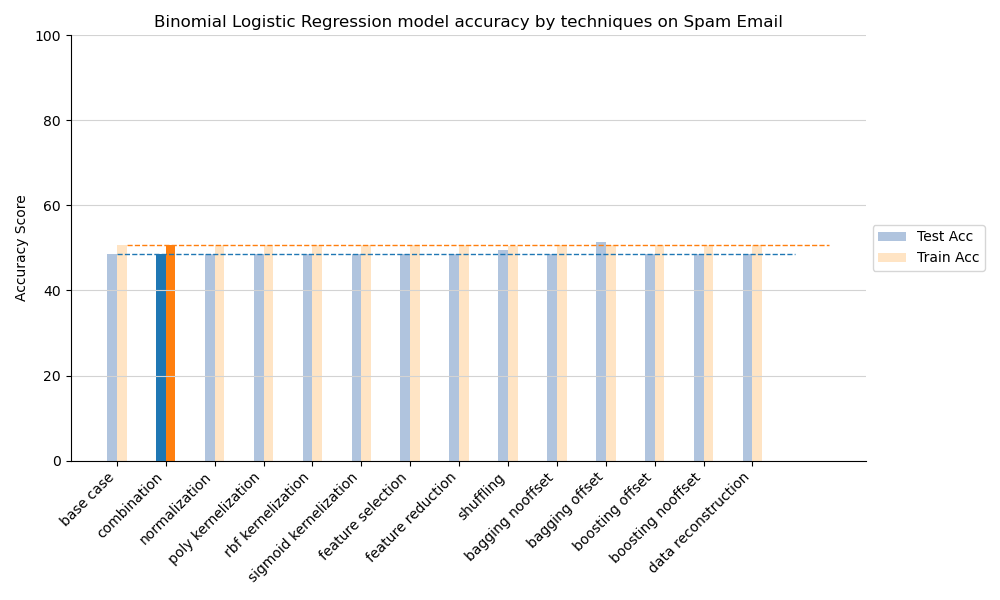 Binomial Logistic Regression model accuracy by techniques on Spam Email
100
80
60
40
20
0
Accuracy Score
Test Acc
Train Acc
base case
combination
normalization
poly kernelization
rbf kernelization
sigmoid kernelization
feature selection
feature reduction
shuffling
bagging nooffset
bagging offset
boosting offset
boosting nooffset
data reconstruction